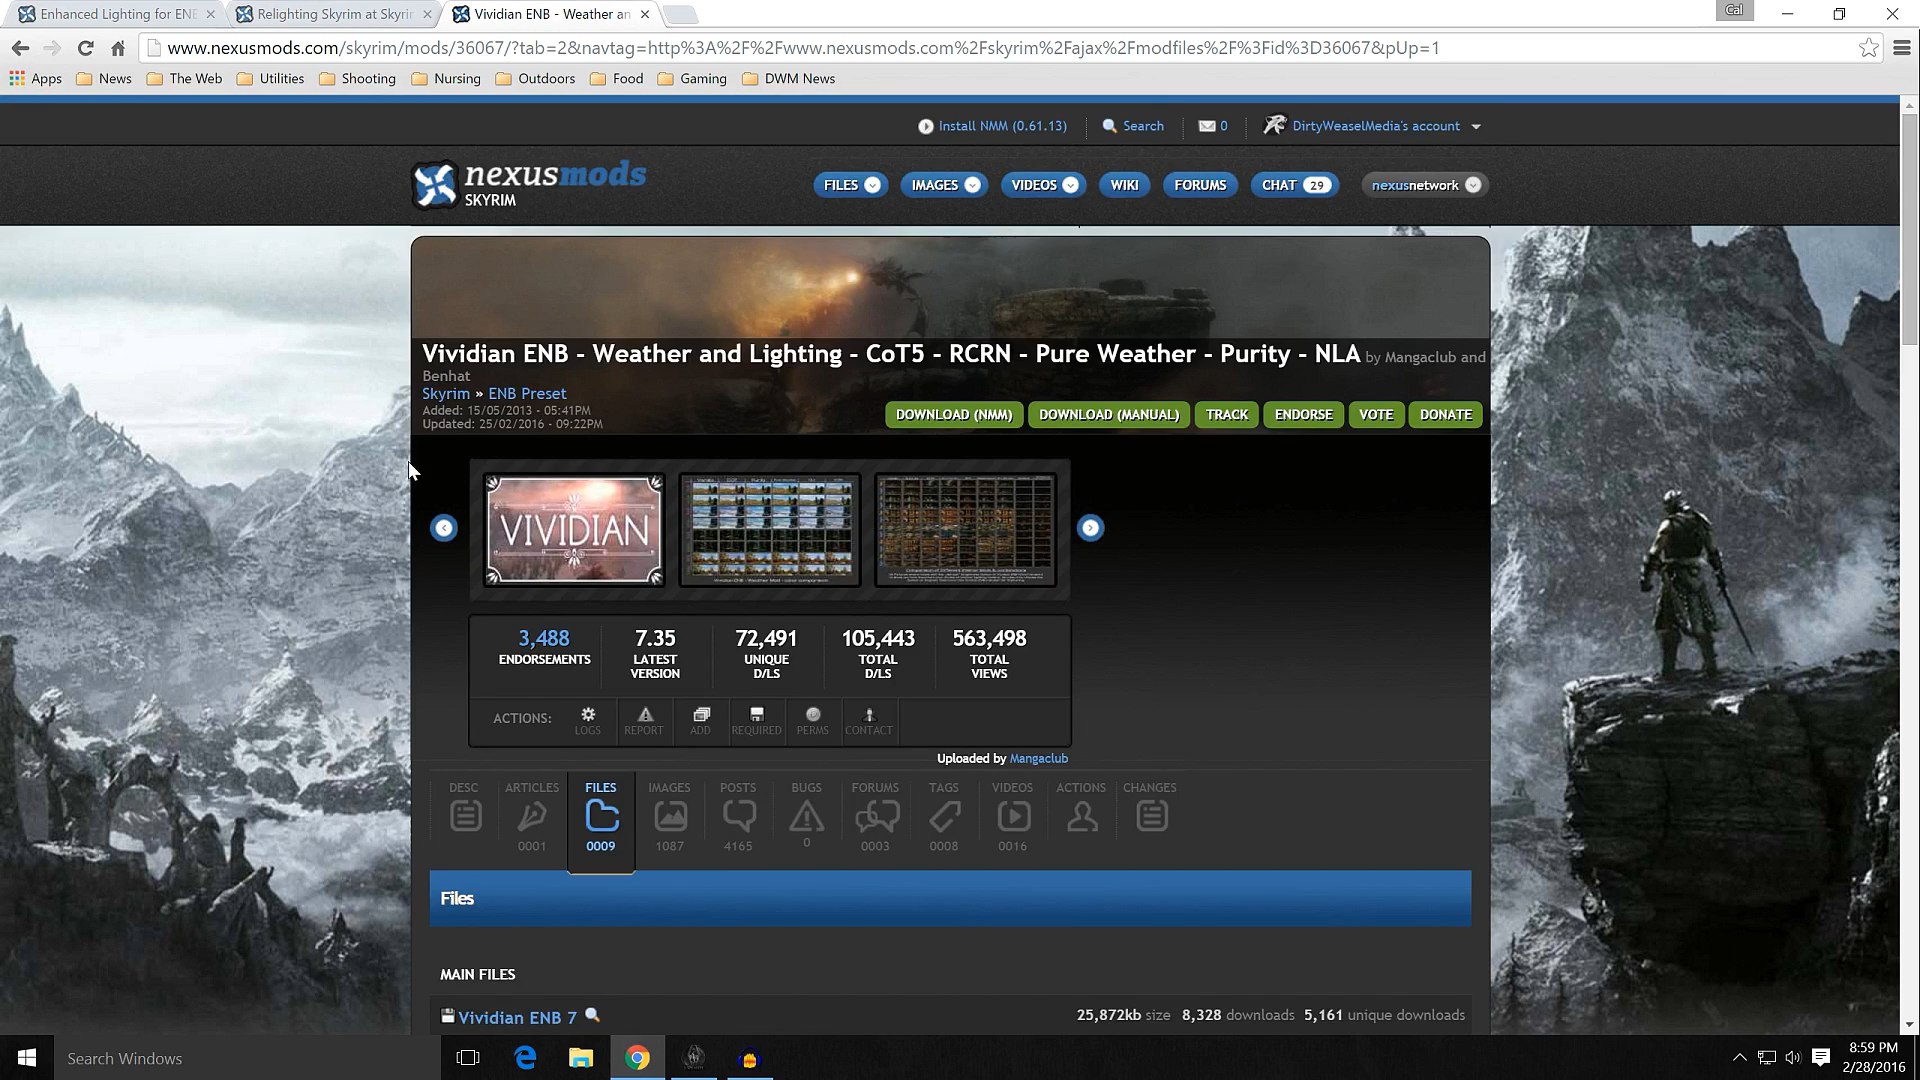 Enhanced Lighting for ENB
Relighting Skyrim at Skyrim
Vividian ENB - Weather an
Cal
www.nexusmods.com/skyrim/mods/36067/?tab=2&navtag=http%3A%2F%2Fwww.nexusmods.com%2Fskyrim%2Fajax%2Fmodfiles%2F%3Fid%3D36067&pUp=1
Apps News The Web Utilities Shooting Nursing Outdoors Food Gaming DWM News
Install NMM (0.61.13) Search 0 DirtyWeaselMedia's account
nexusmods
SKYRIM
FILES IMAGES VIDEOS WIKI FORUMS CHAT 29 nexusnetwork
Vividian ENB - Weather and Lighting - CoT5 - RCRN - Pure Weather - Purity - NLA by Mangaclub and
Benhat
Skyrim » ENB Preset
Added: 15/05/2013 - 05:41PM
Updated: 25/02/2016 - 09:22PM
DOWNLOAD (NMM) DOWNLOAD (MANUAL) TRACK ENDORSE VOTE DONATE
VIVIDIAN
3,488 7.35 72,491 105,443 563,498
ENDORSEMENTS LATEST UNIQUE TOTAL TOTAL
VERSION D/LS D/LS VIEWS
ACTIONS: LOGS REPORT ADD REQUIRED PERMS CONTACT
Uploaded by Mangaclub
DESC ARTICLES FILES IMAGES POSTS BUGS FORUMS TAGS VIDEOS ACTIONS CHANGES
0001 0009 1087 4165 0 0003 0008 0016
Files
MAIN FILES
Vividian ENB 7 25,872kb size 8,328 downloads 5,161 unique downloads
Search Windows
8:59 PM
2/28/2016